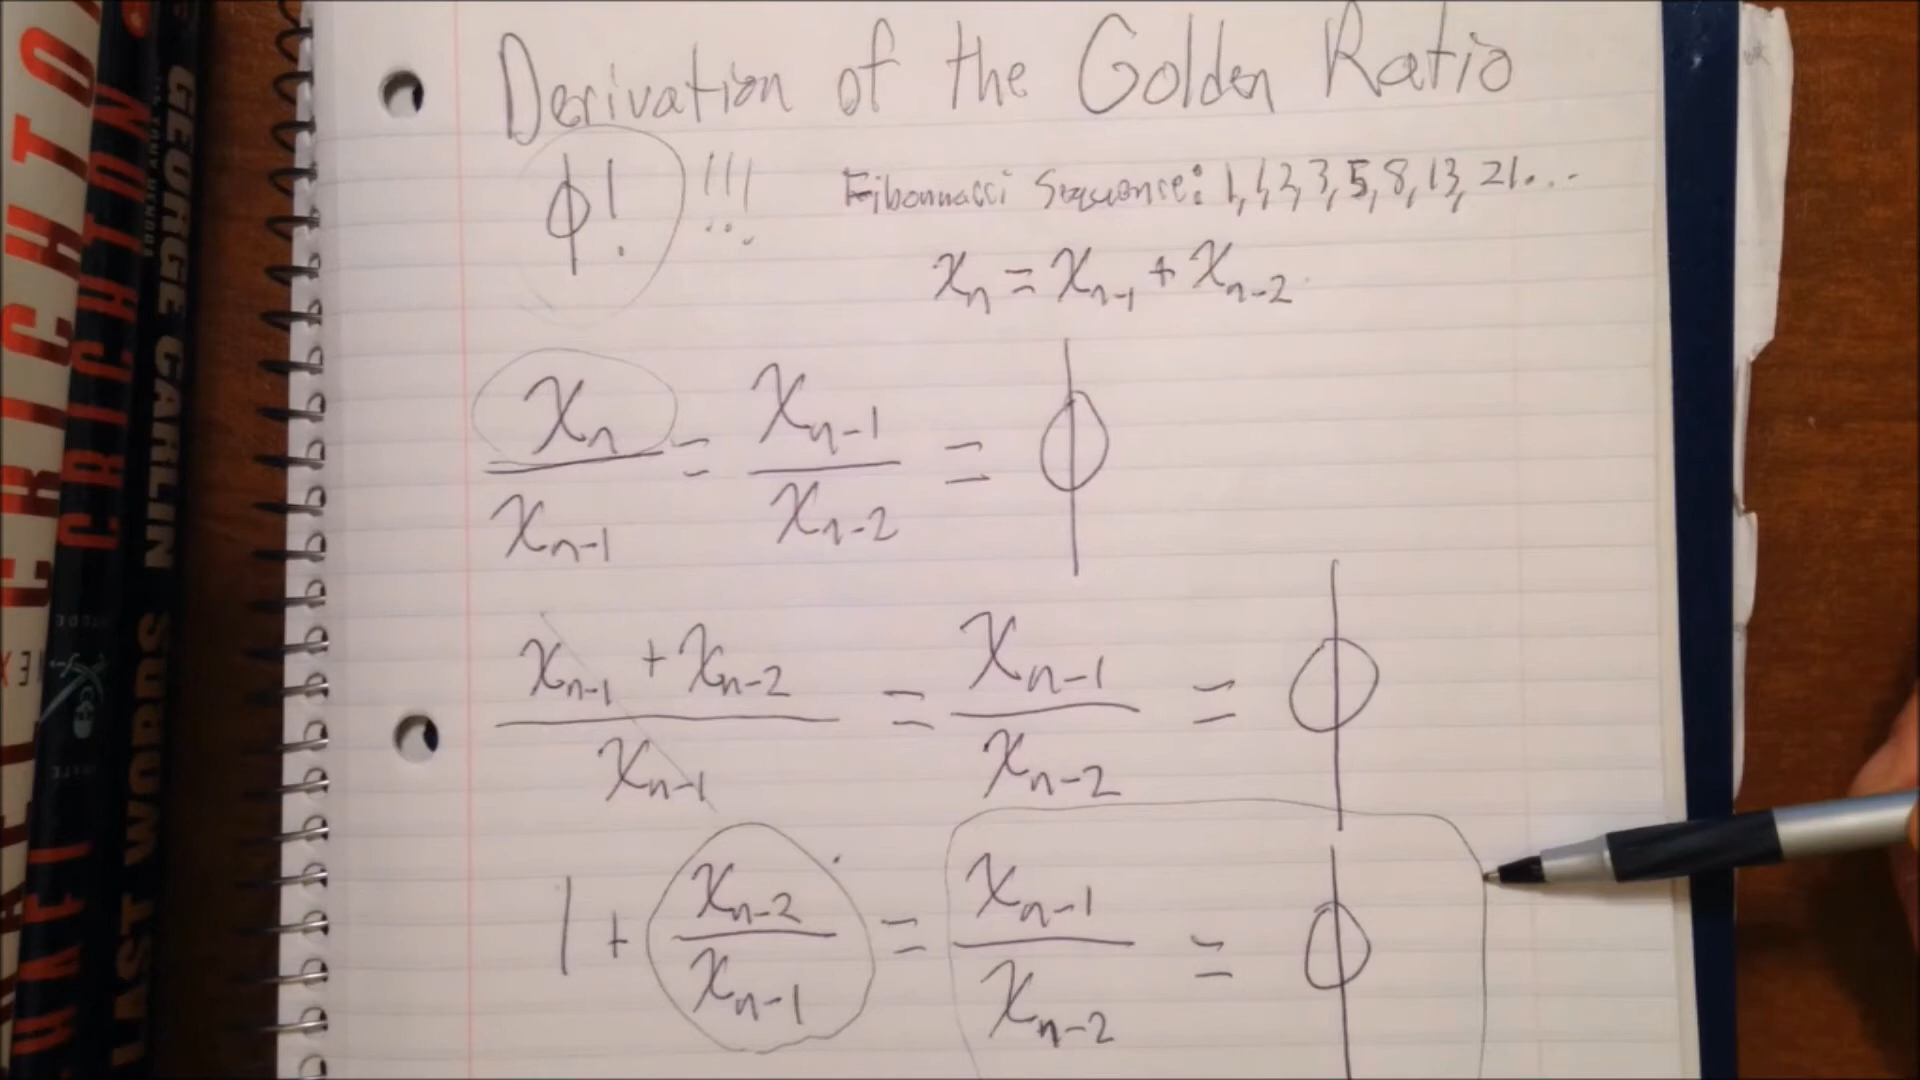 Derivation of the Golden Ratio
ϕ! !!!
Fibonnacci Sequence: 1, 1, 2, 3, 5, 8, 13, 21...
xₙ = xₙ₋₁ + xₙ₋₂
xₙ / xₙ₋₁ = xₙ₋₁ / xₙ₋₂ = ϕ
(xₙ₋₁ + xₙ₋₂) / xₙ₋₁ = xₙ₋₁ / xₙ₋₂ = ϕ
1 + xₙ₋₂ / xₙ₋₁ = xₙ₋₁ / xₙ₋₂ = ϕ
CRICHTON
CRICHTON
GEORGE CARLIN
LAST WORDS